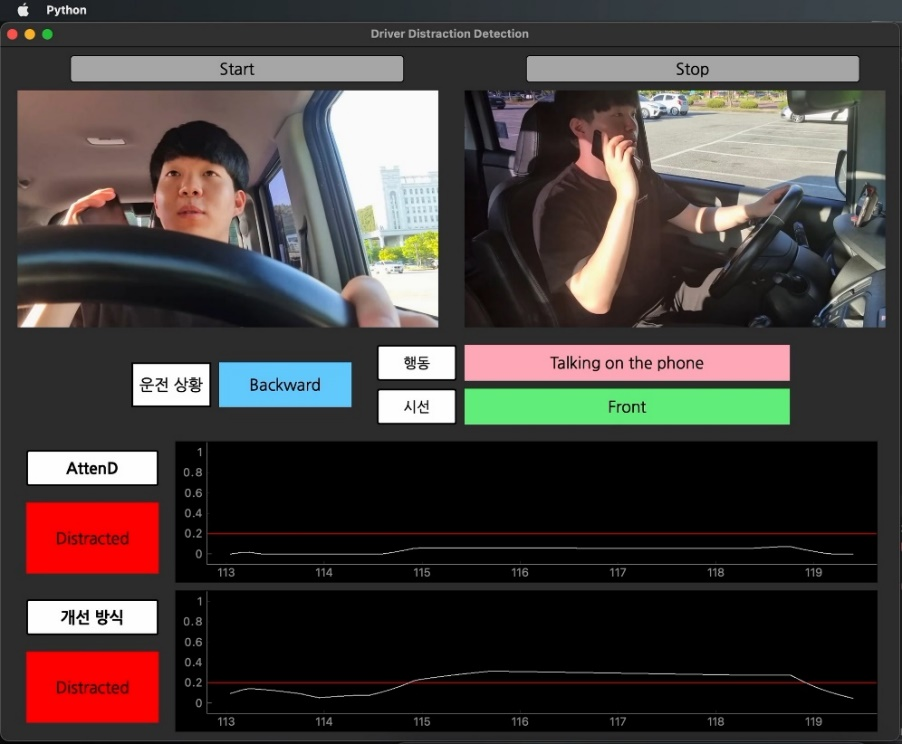 Python
Driver Distraction Detection
Start
Stop
운전 상황
Backward
행동
Talking on the phone
시선
Front
AttenD
Distracted
1
0.8
0.6
0.4
0.2
0
113 114 115 116 117 118 119
개선 방식
Distracted
1
0.8
0.6
0.4
0.2
0
113 114 115 116 117 118 119